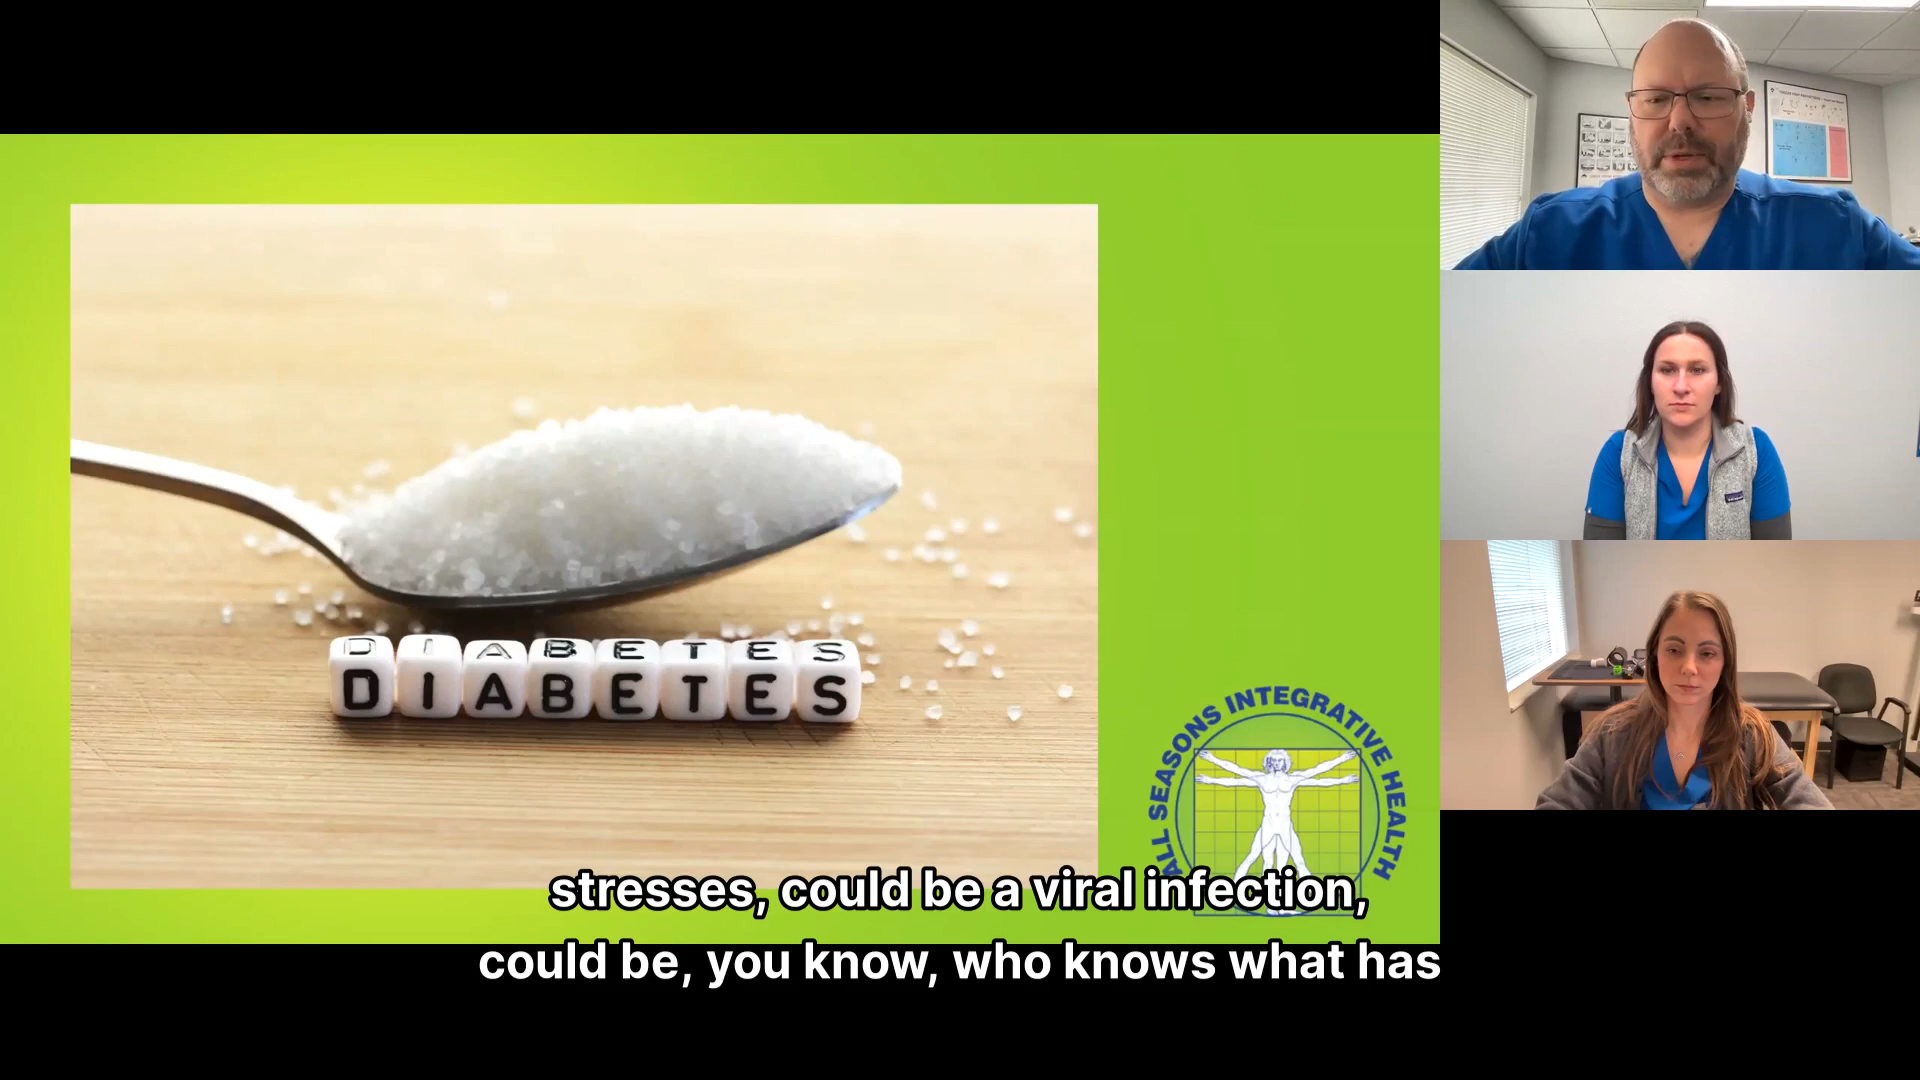 DIABETES
ALL SEASONS INTEGRATIVE HEALTH
stresses, could be a viral infection,
could be, you know, who knows what has